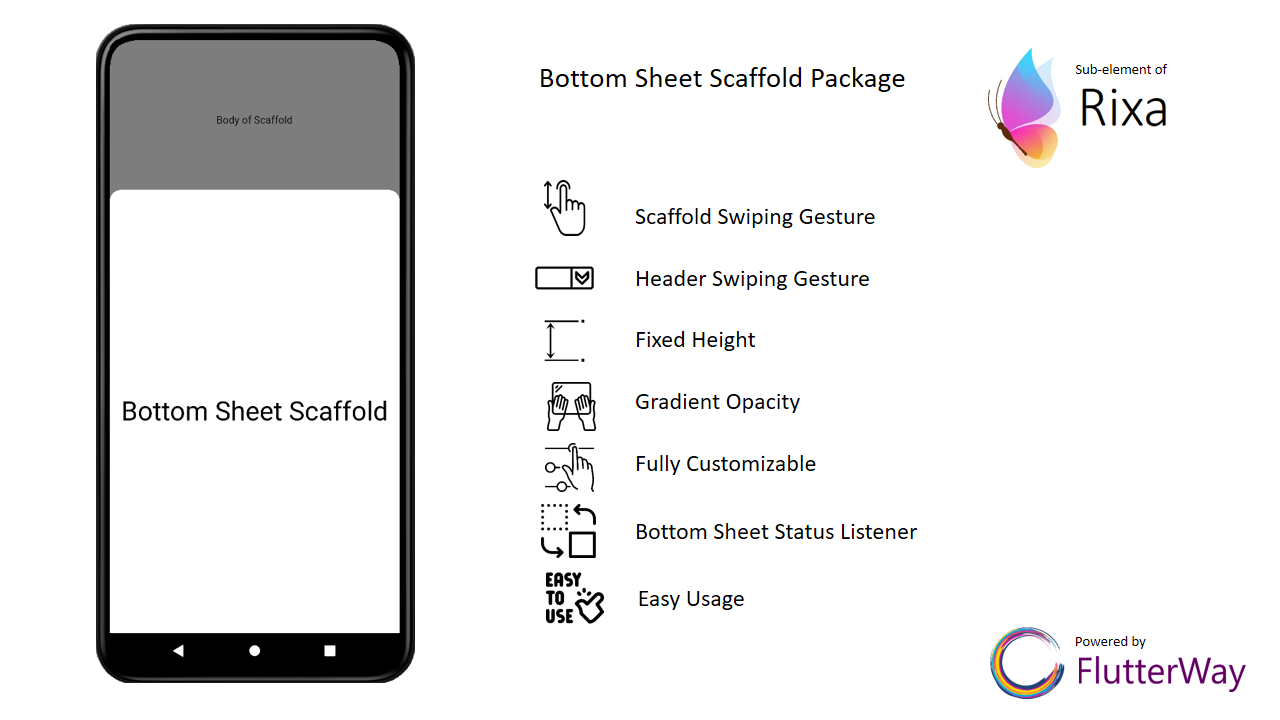 Body of Scaffold
Bottom Sheet Scaffold
Bottom Sheet Scaffold Package
Sub-element of
Rixa
Scaffold Swiping Gesture
Header Swiping Gesture
Fixed Height
Gradient Opacity
Fully Customizable
Bottom Sheet Status Listener
EASY
TO
USE
Easy Usage
Powered by
FlutterWay